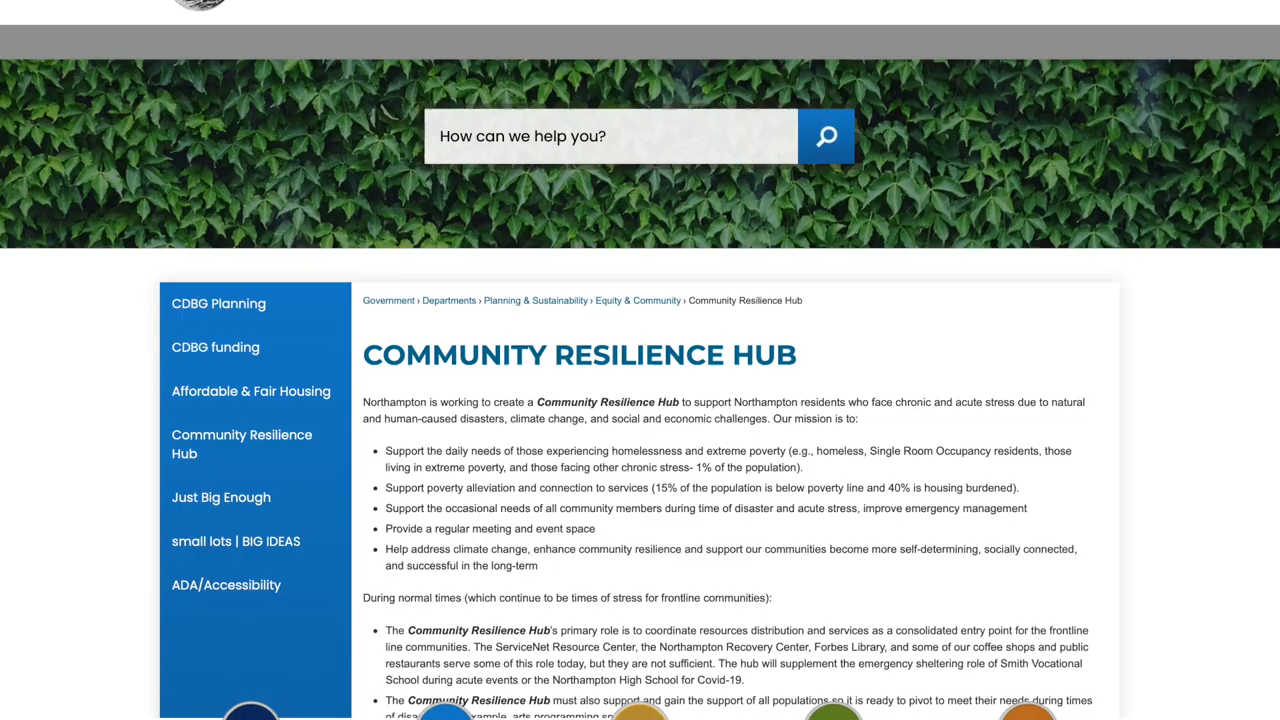 How can we help you?
CDBG Planning
CDBG funding
Affordable & Fair Housing
Community Resilience
Hub
Just Big Enough
small lots | BIG IDEAS
ADA/Accessibility
Government › Departments › Planning & Sustainability › Equity & Community › Community Resilience Hub
COMMUNITY RESILIENCE HUB
Northampton is working to create a Community Resilience Hub to support Northampton residents who face chronic and acute stress due to natural
and human-caused disasters, climate change, and social and economic challenges. Our mission is to:
• Support the daily needs of those experiencing homelessness and extreme poverty (e.g., homeless, Single Room Occupancy residents, those
living in extreme poverty, and those facing other chronic stress- 1% of the population).
• Support poverty alleviation and connection to services (15% of the population is below poverty line and 40% is housing burdened).
• Support the occasional needs of all community members during time of disaster and acute stress, improve emergency management
• Provide a regular meeting and event space
• Help address climate change, enhance community resilience and support our communities become more self-determining, socially connected,
and successful in the long-term
During normal times (which continue to be times of stress for frontline communities):
• The Community Resilience Hub's primary role is to coordinate resources distribution and services as a consolidated entry point for the frontline
line communities. The ServiceNet Resource Center, the Northampton Recovery Center, Forbes Library, and some of our coffee shops and public
restaurants serve some of this role today, but they are not sufficient. The hub will supplement the emergency sheltering role of Smith Vocational
School during acute events or the Northampton High School for Covid-19.
• The Community Resilience Hub must also support and gain the support of all populations so it is ready to pivot to meet their needs during times
arts programming